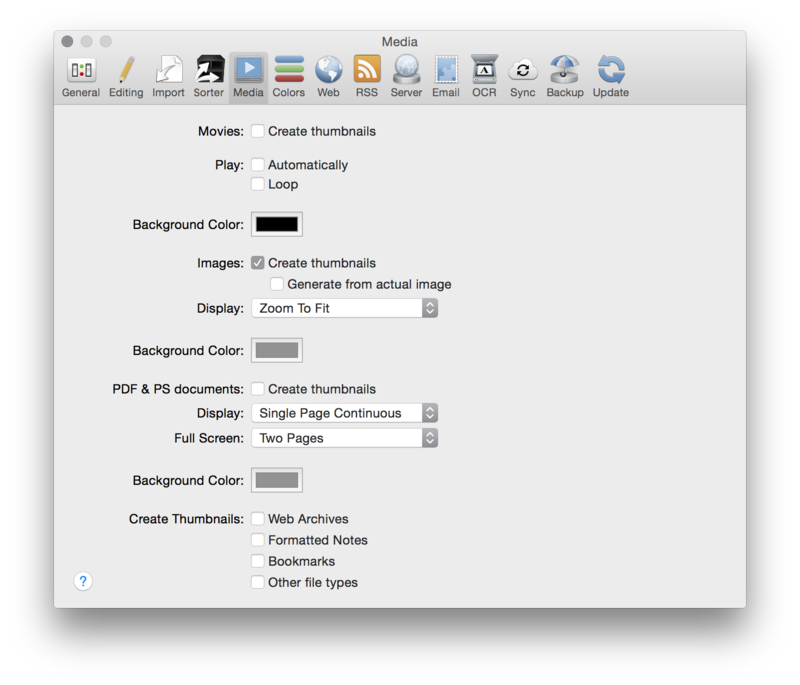 Media
General Editing Import Sorter Media Colors Web RSS Server Email OCR Sync Backup Update
Movies: Create thumbnails
Play: Automatically
Loop
Background Color:
Images: Create thumbnails
Generate from actual image
Display: Zoom To Fit
Background Color:
PDF & PS documents: Create thumbnails
Display: Single Page Continuous
Full Screen: Two Pages
Background Color:
Create Thumbnails: Web Archives
Formatted Notes
Bookmarks
? Other file types